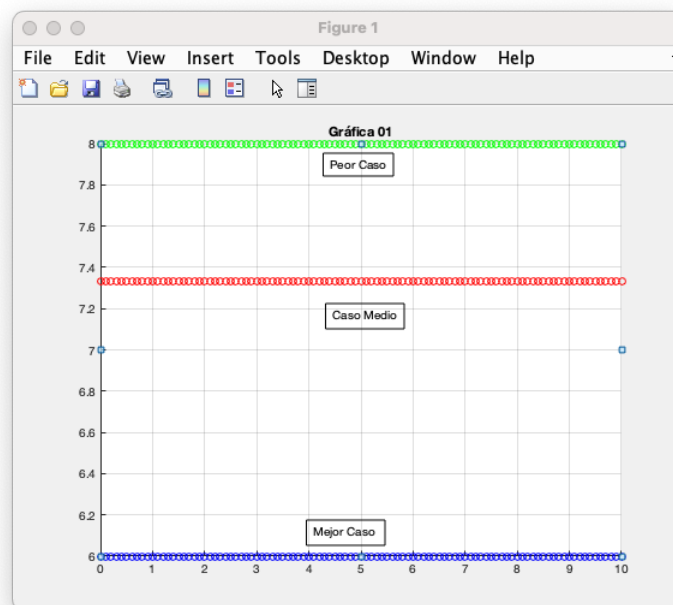 Figure 1
File Edit View Insert Tools Desktop Window Help
Gráfica 01
8
Peor Caso
7.8
7.6
7.4
7.2
Caso Medio
7
6.8
6.6
6.4
6.2
Mejor Caso
6
0 1 2 3 4 5 6 7 8 9 10